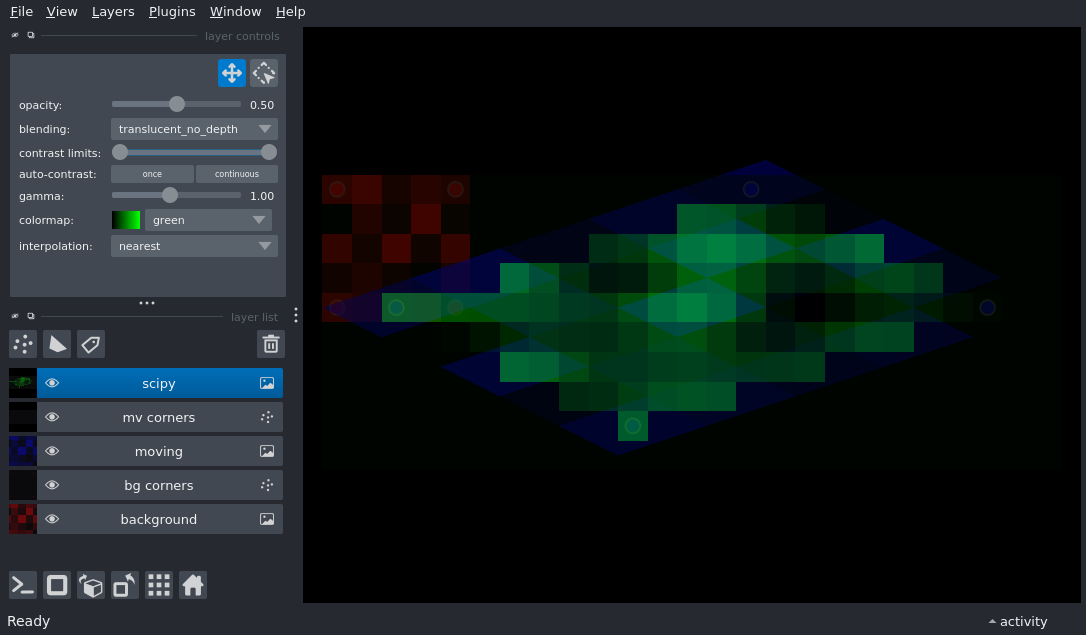 File View Layers Plugins Window Help
layer controls
opacity: 0.50
blending: translucent_no_depth
contrast limits:
auto-contrast: once continuous
gamma: 1.00
colormap: green
interpolation: nearest
layer list
scipy
mv corners
moving
bg corners
background
Ready
activity